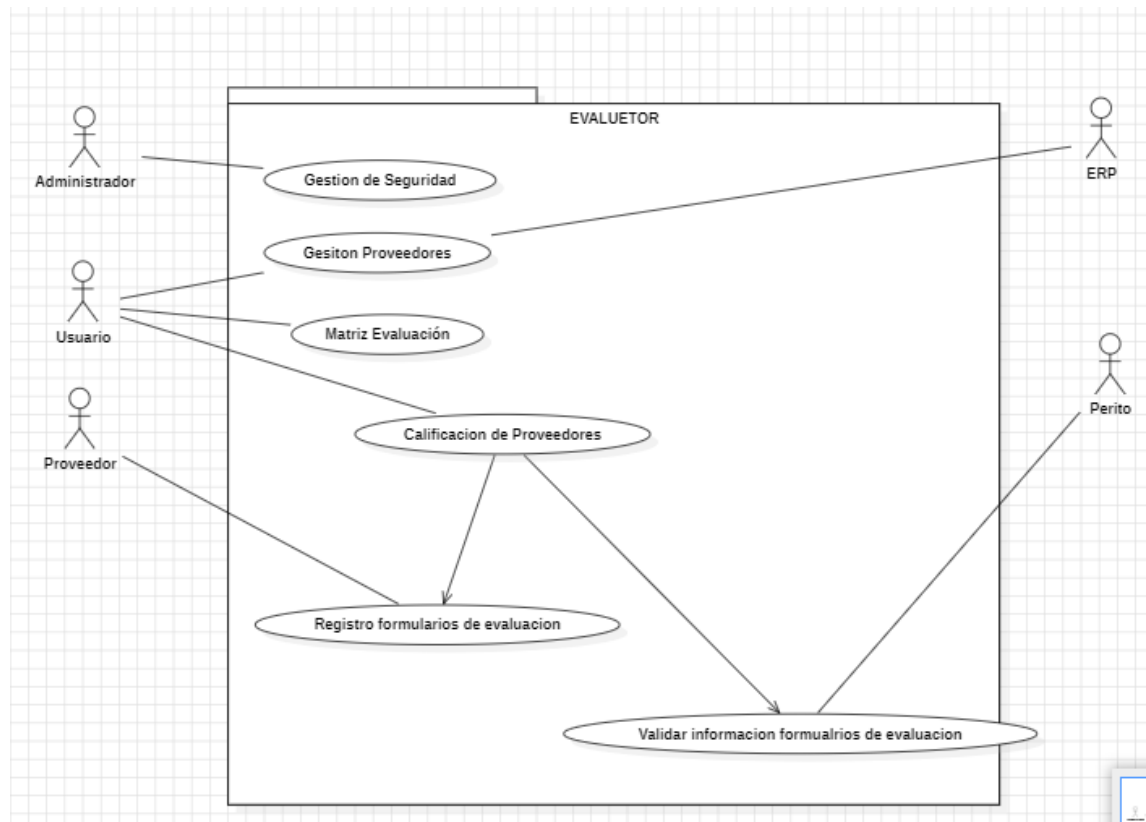 EVALUETOR
Administrador
Gestion de Seguridad
ERP
Gesiton Proveedores
Usuario
Matriz Evaluación
Perito
Calificacion de Proveedores
Proveedor
Registro formularios de evaluacion
Validar informacion formualrios de evaluacion